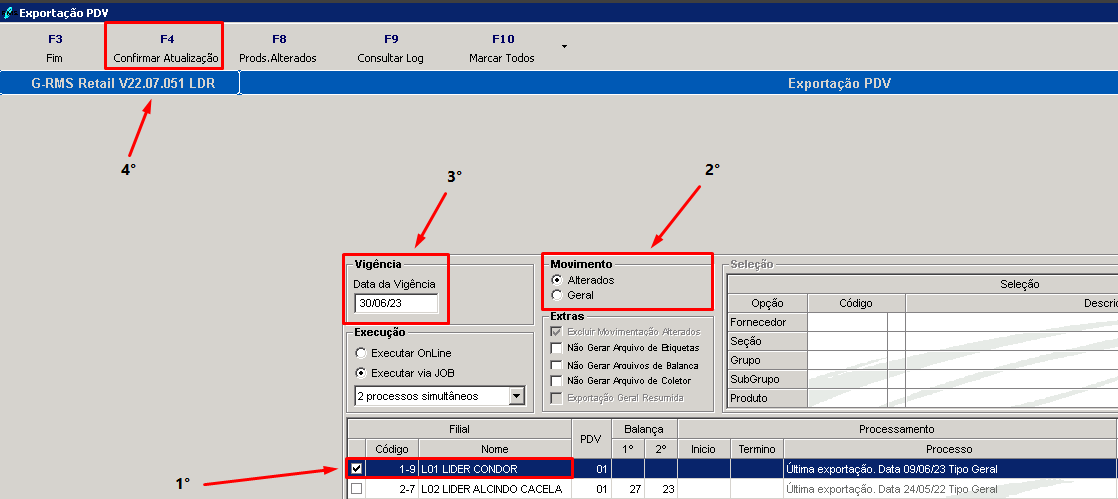 Exportação PDV
F3 F4 F8 F9 F10
Fim Confirmar Atualização Prods.Alterados Consultar Log Marcar Todos
G-RMS Retail V22.07.051 LDR Exportação PDV
4°
3°
2°
Vigência
Data da Vigência
30/06/23
Movimento
Alterados
Geral
Seleção
Seleção
Opção Código Descri
Fornecedor
Seção
Grupo
SubGrupo
Produto
Execução
Executar OnLine
Executar via JOB
2 processos simultâneos
Extras
Excluir Movimentação Alterados
Não Gerar Arquivo de Etiquetas
Não Gerar Arquivos de Balanca
Não Gerar Arquivo de Coletor
Exportação Geral Resumida
Filial PDV Balança Processamento
Código Nome 1° 2° Inicio Termino Processo
1-9 L01 LIDER CONDOR 01 Última exportação. Data 09/06/23 Tipo Geral
2-7 L02 LIDER ALCINDO CACELA 01 27 23 Última exportação. Data 24/05/22 Tipo Geral
1°